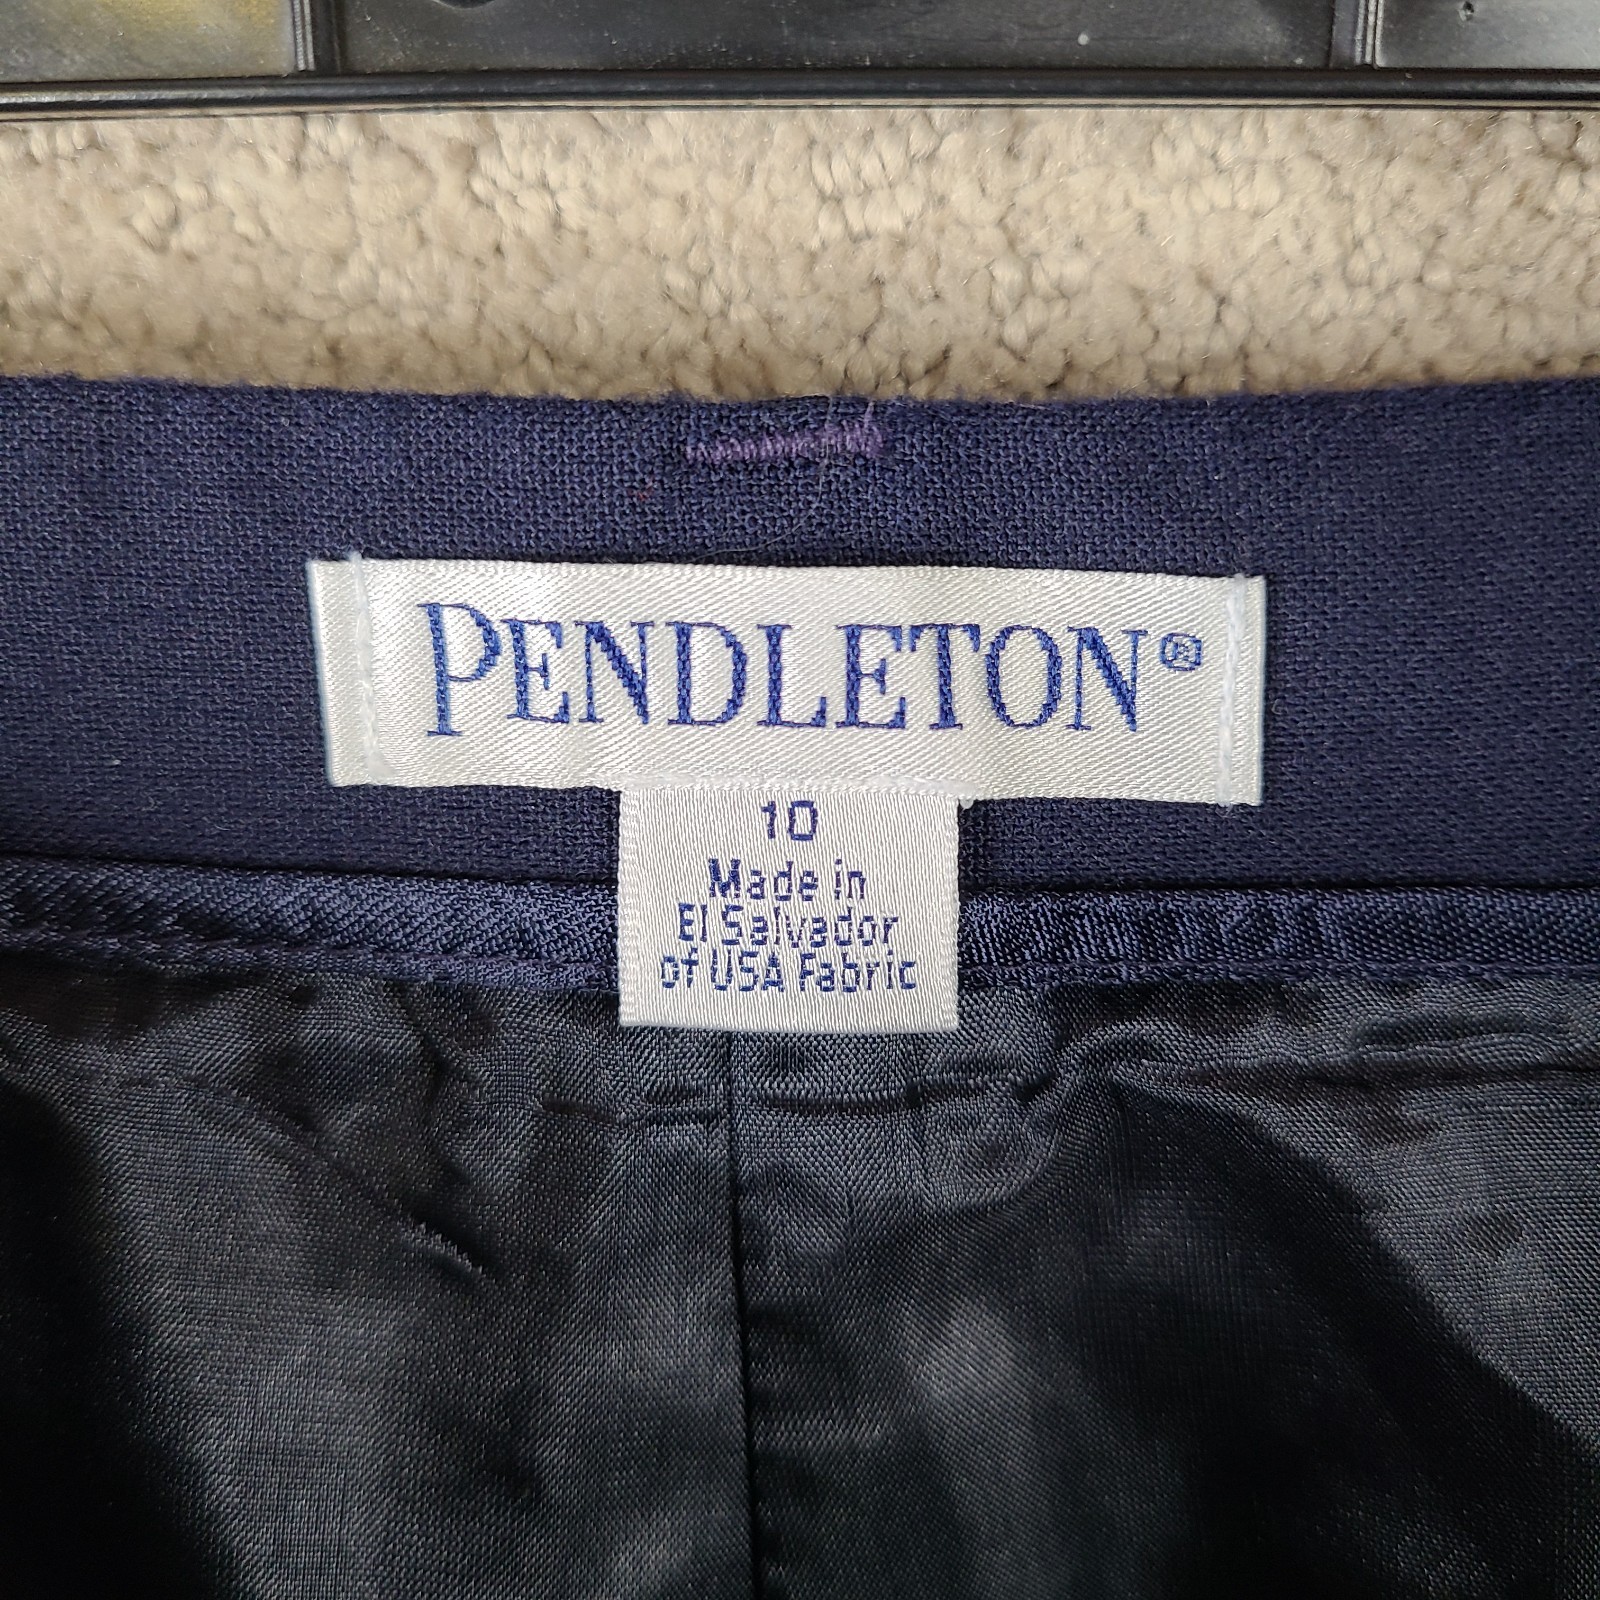 PENDLETON®
10
Made in
El Salvador
of USA Fabric